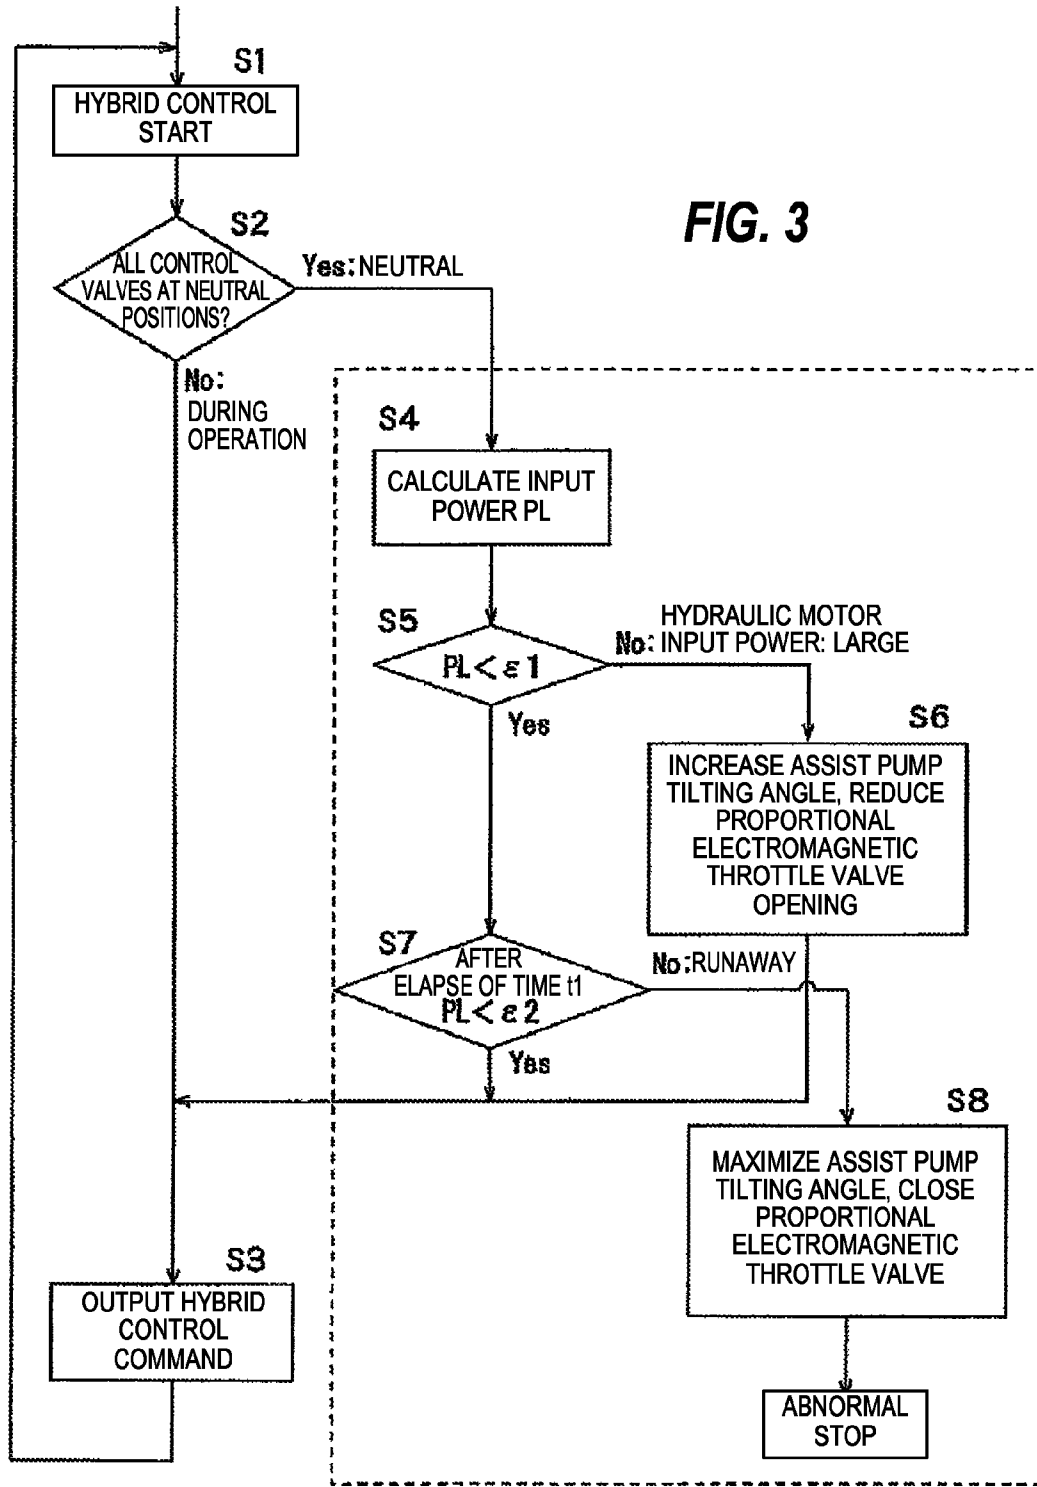 S1
HYBRID CONTROL
START
FIG. 3
S2
ALL CONTROL
VALVES AT NEUTRAL
POSITIONS?
Yes: NEUTRAL
No:
DURING
OPERATION
S4
CALCULATE INPUT
POWER PL
S5
PL < ε1
HYDRAULIC MOTOR
No: INPUT POWER: LARGE
Yes
S6
INCREASE ASSIST PUMP
TILTING ANGLE, REDUCE
PROPORTIONAL
ELECTROMAGNETIC
THROTTLE VALVE
OPENING
S7
AFTER
ELAPSE OF TIME t1
PL < ε2
No: RUNAWAY
Yes
S8
MAXIMIZE ASSIST PUMP
TILTING ANGLE, CLOSE
PROPORTIONAL
ELECTROMAGNETIC
THROTTLE VALVE
S3
OUTPUT HYBRID
CONTROL
COMMAND
ABNORMAL
STOP